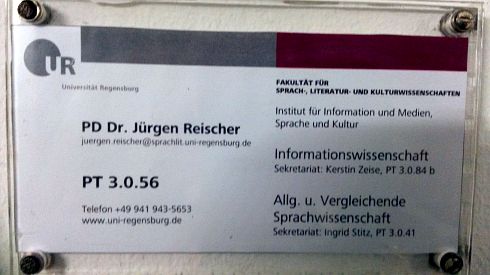 UR
Universität Regensburg
FAKULTÄT FÜR
SPRACH-, LITERATUR- UND KULTURWISSENSCHAFTEN
Institut für Information und Medien,
Sprache und Kultur
PD Dr. Jürgen Reischer
juergen.reischer@sprachlit.uni-regensburg.de
Informationswissenschaft
Sekretariat: Kerstin Zeise, PT 3.0.84 b
PT 3.0.56
Allg. u. Vergleichende
Sprachwissenschaft
Sekretariat: Ingrid Stitz, PT 3.0.41
Telefon +49 941 943-5653
www.uni-regensburg.de